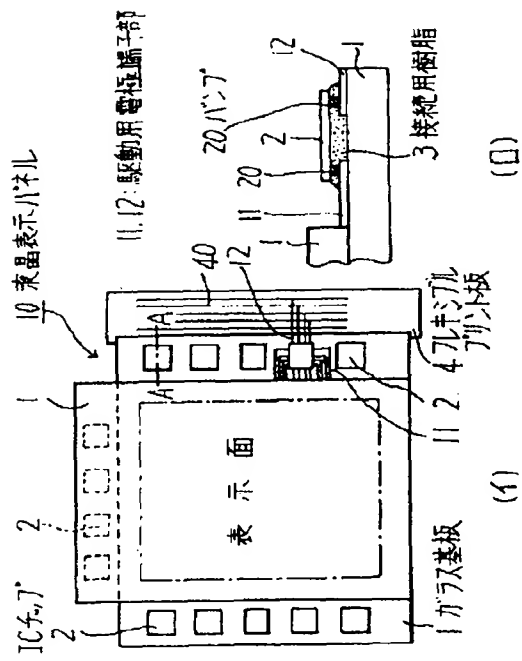 10 液晶表示パネル
11,12:駆動用電極端子部
ICチップ
2
2
1
A
A
40
12
表示面
11
2
4 フレキシブル
プリント板
1 ガラス基板
(イ)
1
11
20
2
20 バンプ
12
3 接続用樹脂
1
(ロ)